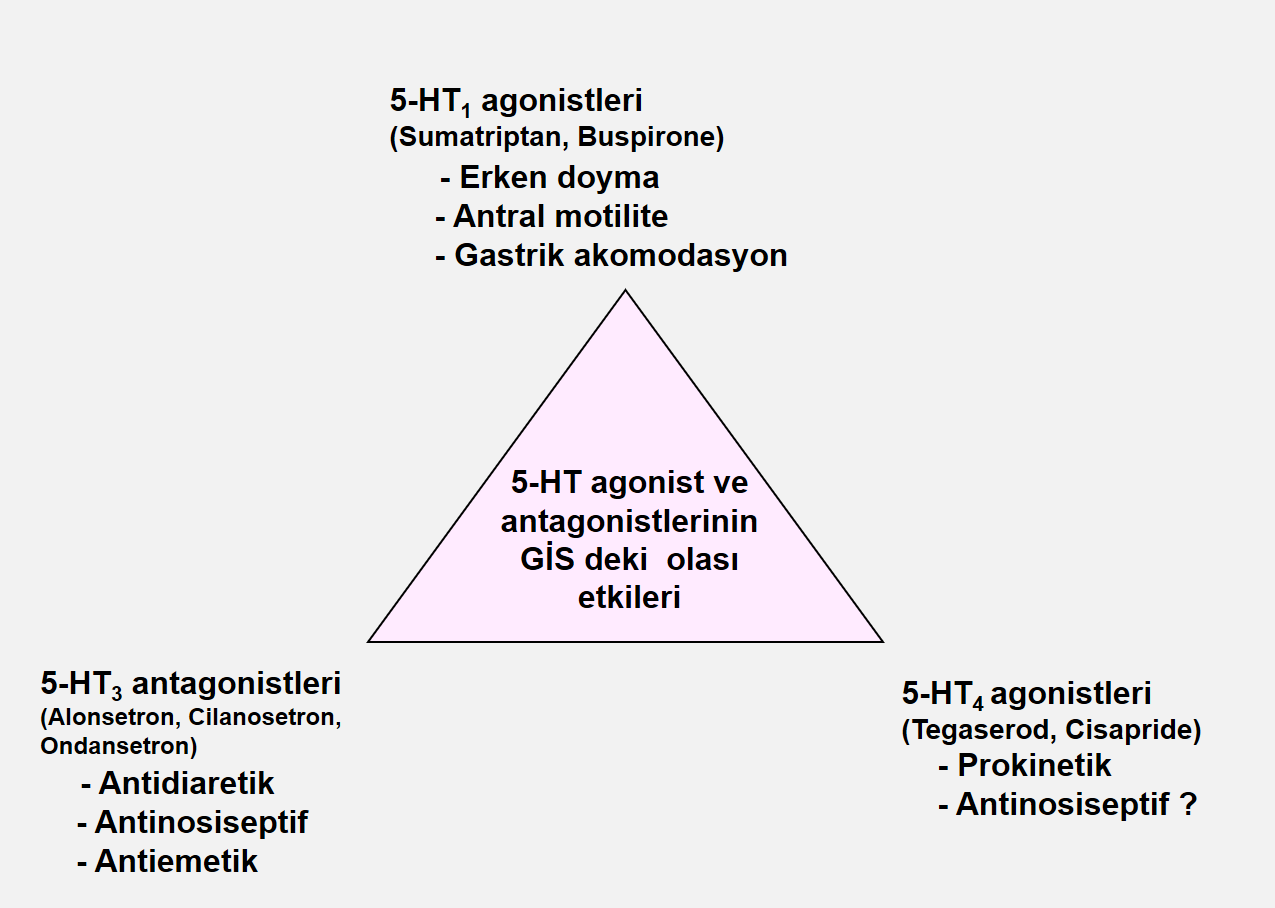 5-HT₁ agonistleri
(Sumatriptan, Buspirone)
- Erken doyma
- Antral motilite
- Gastrik akomodasyon
5-HT agonist ve
antagonistlerinin
GİS deki olası
etkileri
5-HT₃ antagonistleri
(Alonsetron, Cilanosetron,
Ondansetron)
- Antidiaretik
- Antinosiseptif
- Antiemetik
5-HT₄ agonistleri
(Tegaserod, Cisapride)
- Prokinetik
- Antinosiseptif ?